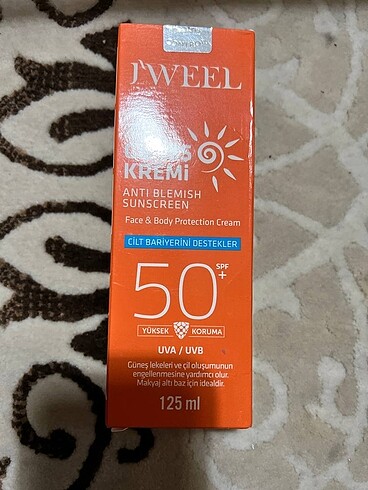 I'WEEL
KREMİ
ANTI BLEMISH
SUNSCREEN
Face & Body Protection Cream
CİLT BARİYERİNİ DESTEKLER
50+
SPF
YÜKSEK KORUMA
UVA / UVB
Güneş lekeleri ve çil oluşumunun
engellenmesine yardımcı olur.
Makyaj altı baz için idealdir.
125 ml